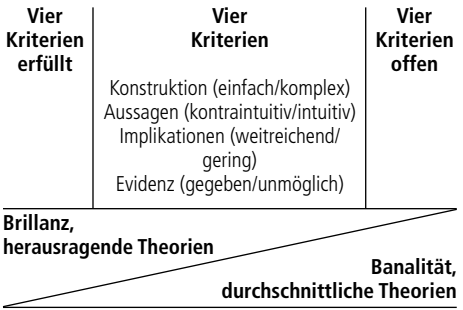 Vier
Kriterien
erfüllt
Vier
Kriterien
Konstruktion (einfach/komplex)
Aussagen (kontraintuitiv/intuitiv)
Implikationen (weitreichend/
gering)
Evidenz (gegeben/unmöglich)
Vier
Kriterien
offen
Brillanz,
herausragende Theorien
Banalität,
durchschnittliche Theorien